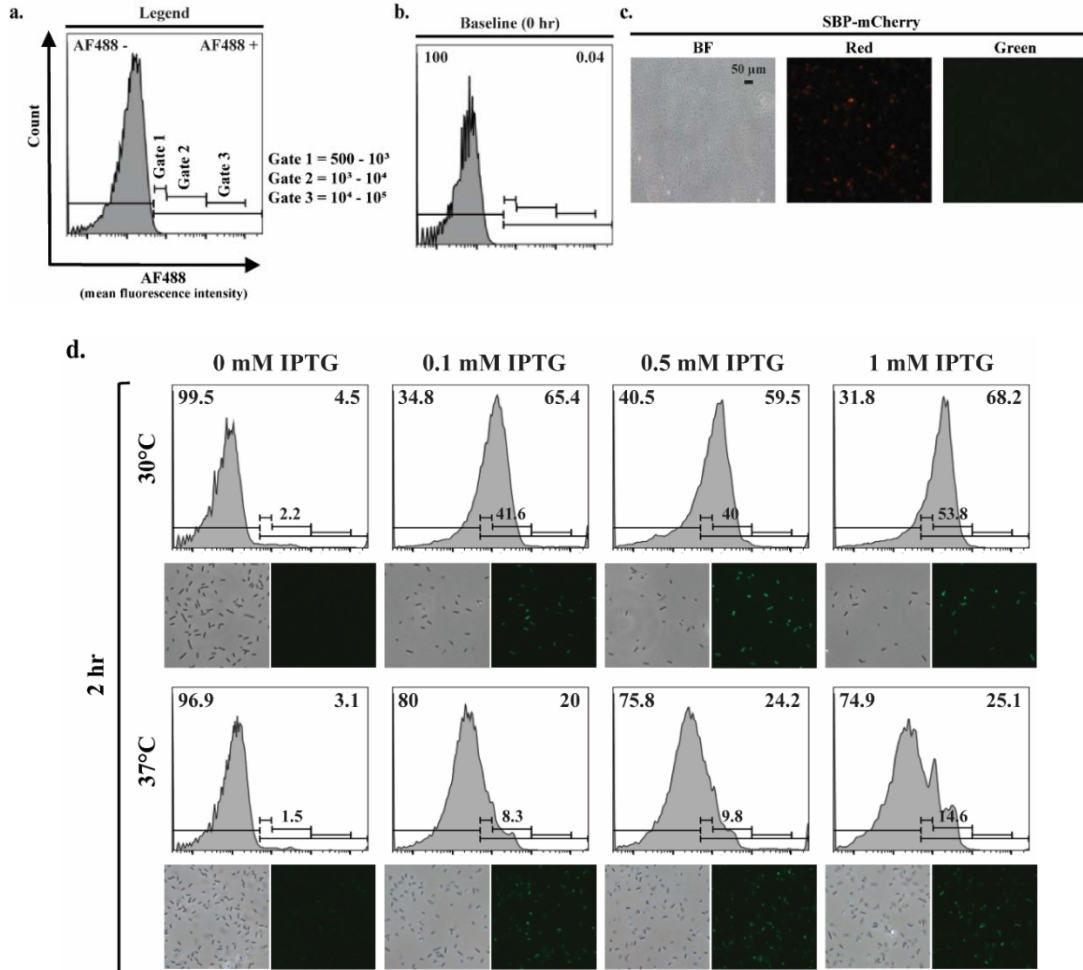 a.
Legend
AF488 -
AF488 +
Count
Gate 1
Gate 2
Gate 3
Gate 1 = 500 - 10³
Gate 2 = 10³ - 10⁴
Gate 3 = 10⁴ - 10⁵
AF488
(mean fluorescence intensity)
b.
Baseline (0 hr)
100
0.04
c.
SBP-mCherry
BF
Red
Green
50 µm
d.
0 mM IPTG
0.1 mM IPTG
0.5 mM IPTG
1 mM IPTG
2 hr
30°C
99.5
4.5
2.2
34.8
65.4
41.6
40.5
59.5
40
31.8
68.2
53.8
37°C
96.9
3.1
1.5
80
20
8.3
75.8
24.2
9.8
74.9
25.1
14.6